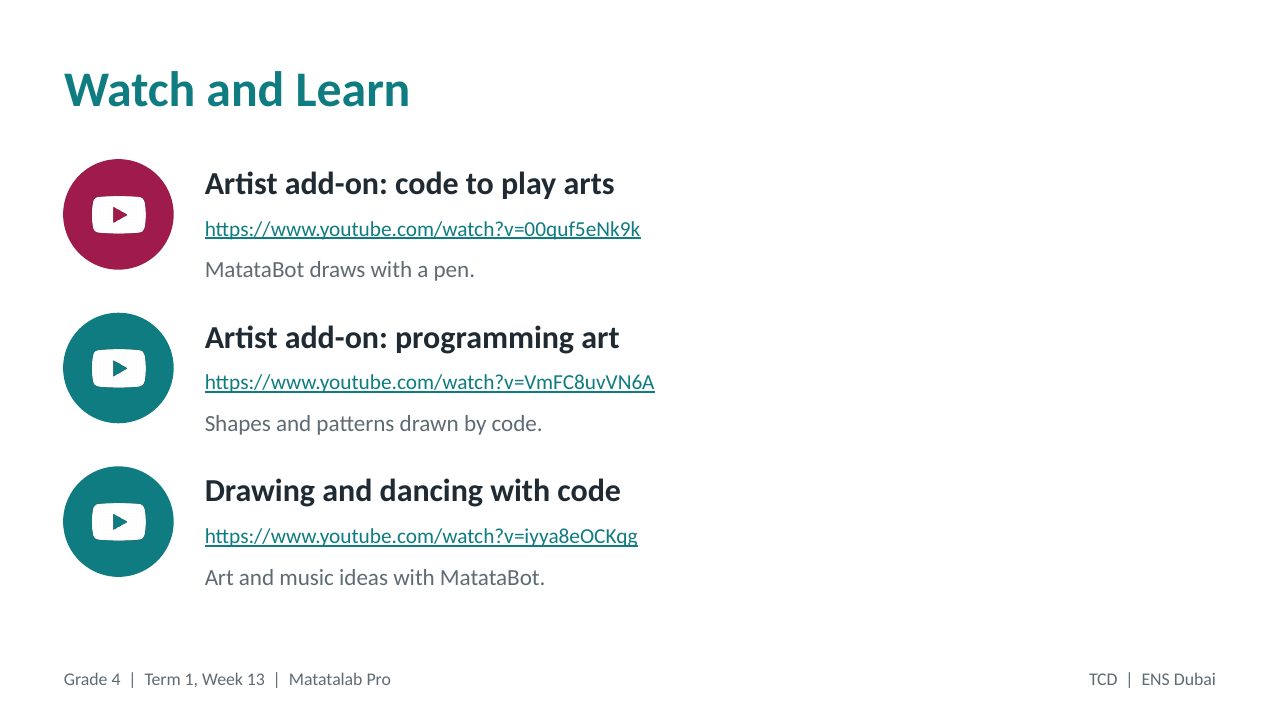 Watch and Learn
Artist add-on: code to play arts
https://www.youtube.com/watch?v=00quf5eNk9k
MatataBot draws with a pen.
Artist add-on: programming art
https://www.youtube.com/watch?v=VmFC8uvVN6A
Shapes and patterns drawn by code.
Drawing and dancing with code
https://www.youtube.com/watch?v=iyya8eOCKqg
Art and music ideas with MatataBot.
Grade 4 | Term 1, Week 13 | Matatalab Pro
TCD | ENS Dubai